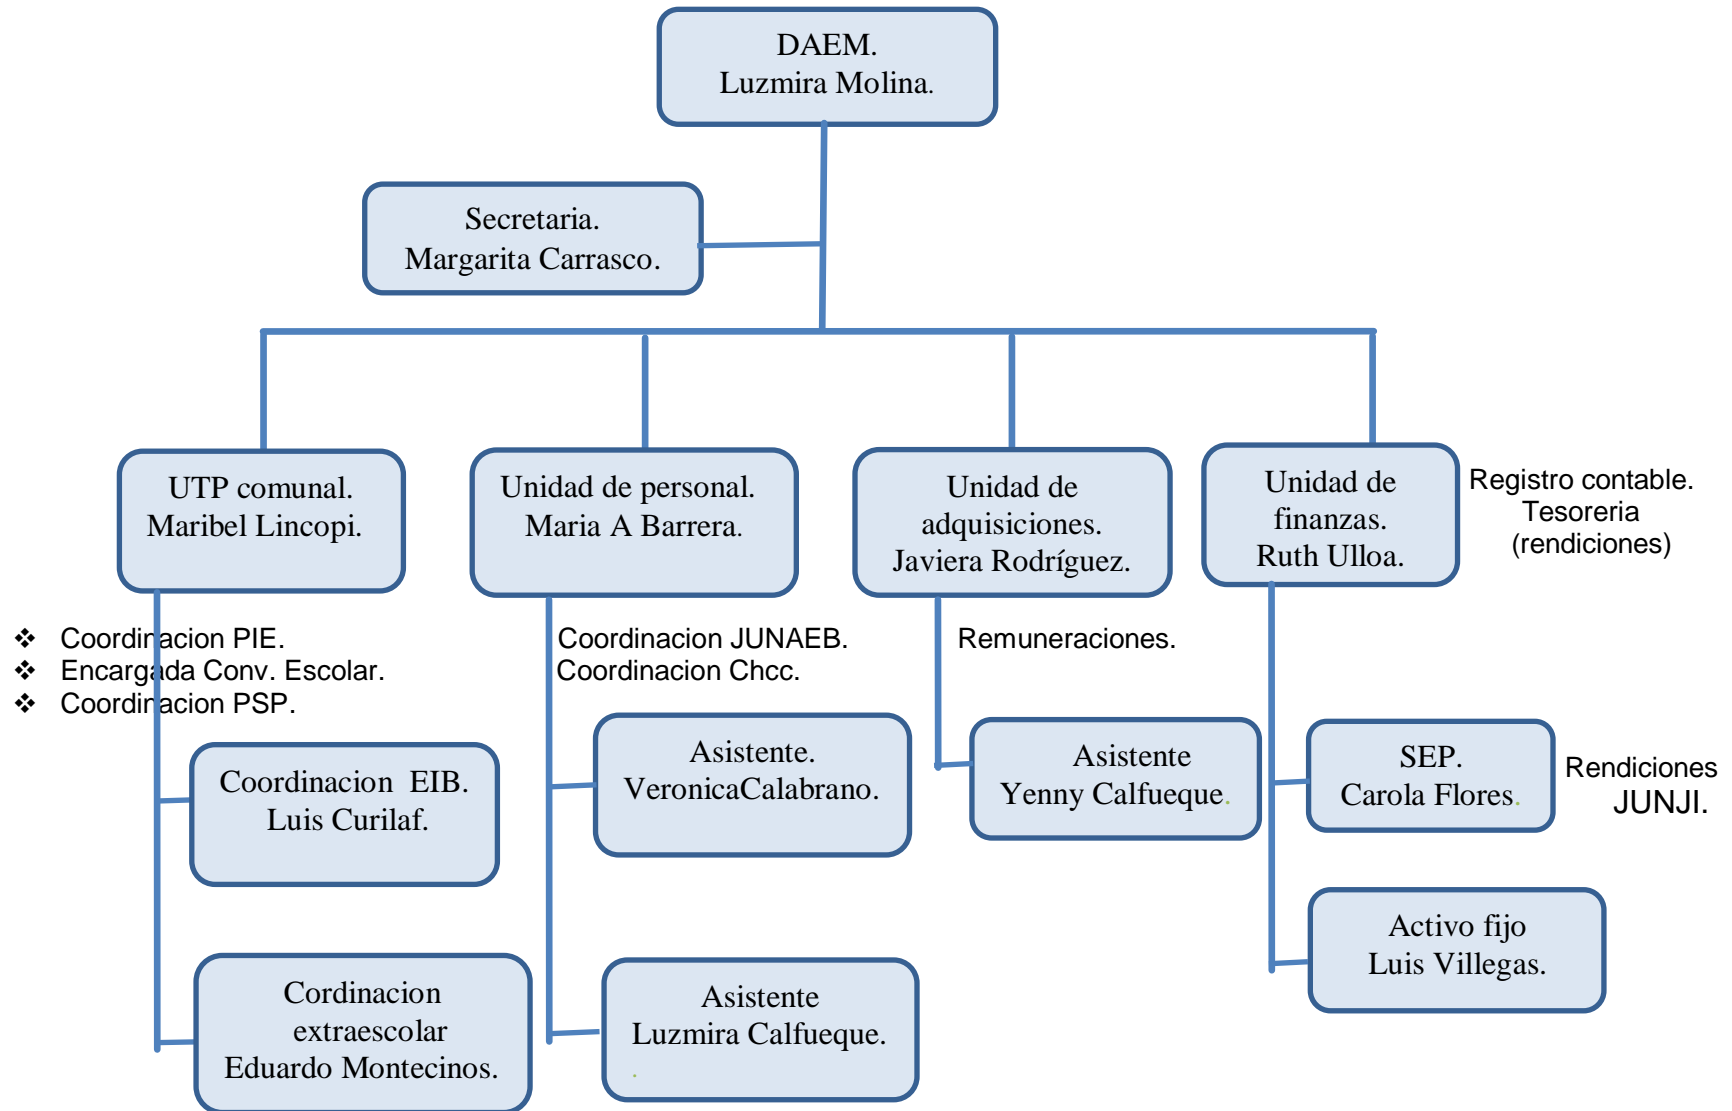 DAEM.
Luzmira Molina.
Secretaria.
Margarita Carrasco.
UTP comunal.
Maribel Lincopi.
Unidad de personal.
Maria A Barrera.
Unidad de
adquisiciones.
Javiera Rodríguez.
Unidad de
finanzas.
Ruth Ulloa.
Registro contable.
Tesoreria
(rendiciones)
❖ Coordinacion PIE.
❖ Encargada Conv. Escolar.
❖ Coordinacion PSP.
Coordinacion JUNAEB.
Coordinacion Chcc.
Remuneraciones.
Coordinacion EIB.
Luis Curilaf.
Asistente.
VeronicaCalabrano.
Asistente
Yenny Calfueque.
SEP.
Carola Flores.
Rendiciones
JUNJI.
Cordinacion
extraescolar
Eduardo Montecinos.
Asistente
Luzmira Calfueque.
.
Activo fijo
Luis Villegas.